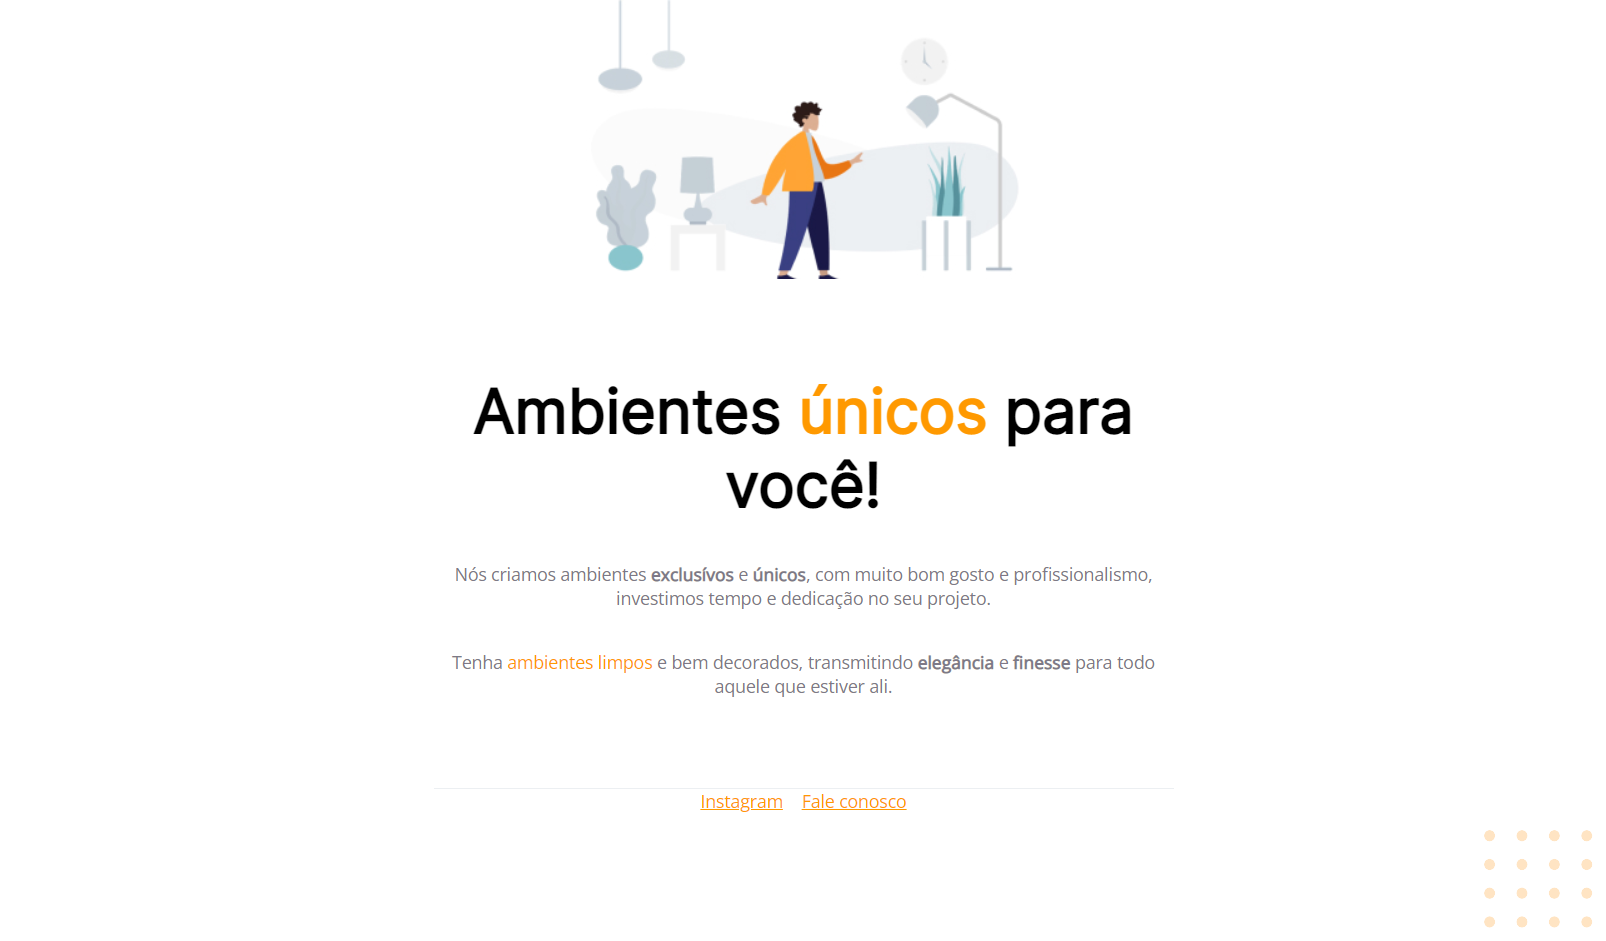 Ambientes únicos para
você!
Nós criamos ambientes exclusívos e únicos, com muito bom gosto e profissionalismo,
investimos tempo e dedicação no seu projeto.
Tenha ambientes limpos e bem decorados, transmitindo elegância e finesse para todo
aquele que estiver ali.
Instagram Fale conosco